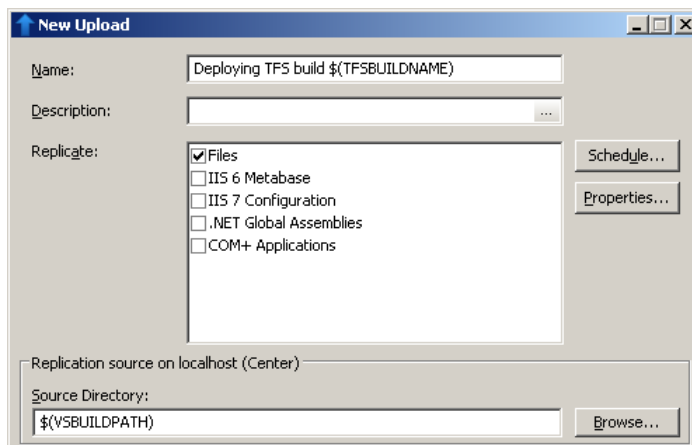 New Upload
Name:
Deploying TFS build $(TFSBUILDNAME)
Description:
...
Replicate:
Files
IIS 6 Metabase
IIS 7 Configuration
.NET Global Assemblies
COM+ Applications
Schedule...
Properties...
Replication source on localhost (Center)
Source Directory:
$(VSBUILDPATH)
Browse...